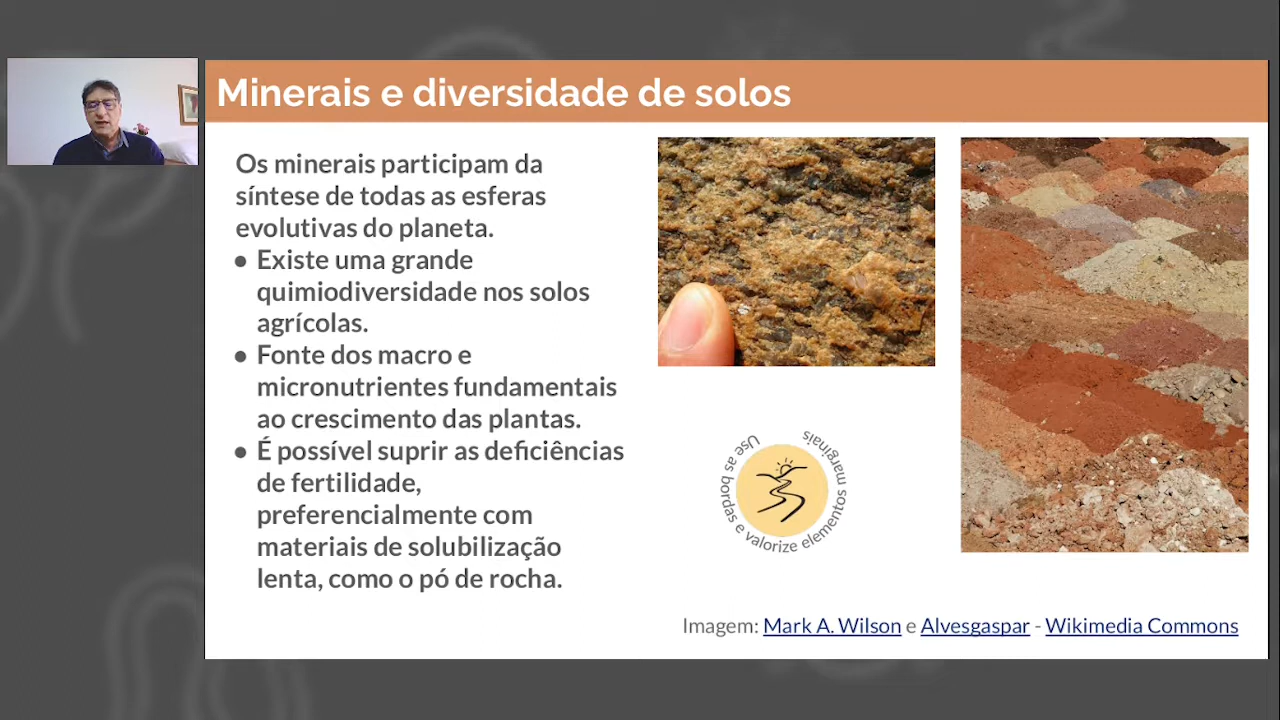 Minerais e diversidade de solos
Os minerais participam da
síntese de todas as esferas
evolutivas do planeta.
● Existe uma grande
quimiodiversidade nos solos
agrícolas.
● Fonte dos macro e
micronutrientes fundamentais
ao crescimento das plantas.
● É possível suprir as deficiências
de fertilidade,
preferencialmente com
materiais de solubilização
lenta, como o pó de rocha.
Use as bordas e valorize elementos marginais
Imagem: Mark A. Wilson e Alvesgaspar - Wikimedia Commons